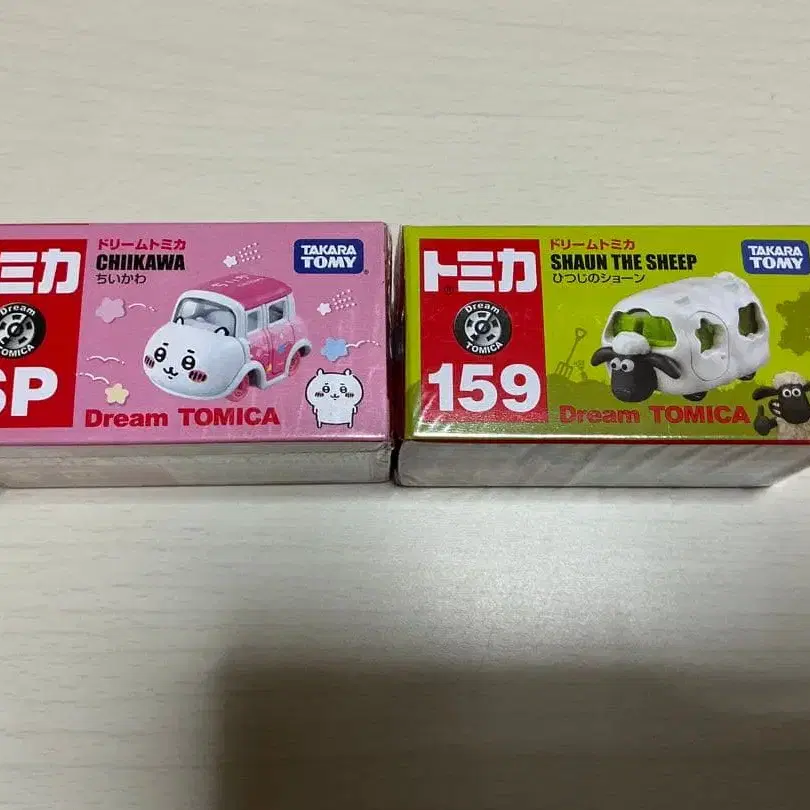 ミカ
Dream
TOMICA
SP
ドリームトミカ
CHIIKAWA
ちいかわ
TAKARA
TOMY
Dream TOMICA
トミカ
Dream
TOMICA
159
ドリームトミカ
SHAUN THE SHEEP
ひつじのショーン
TAKARA
TOMY
Dream TOMICA